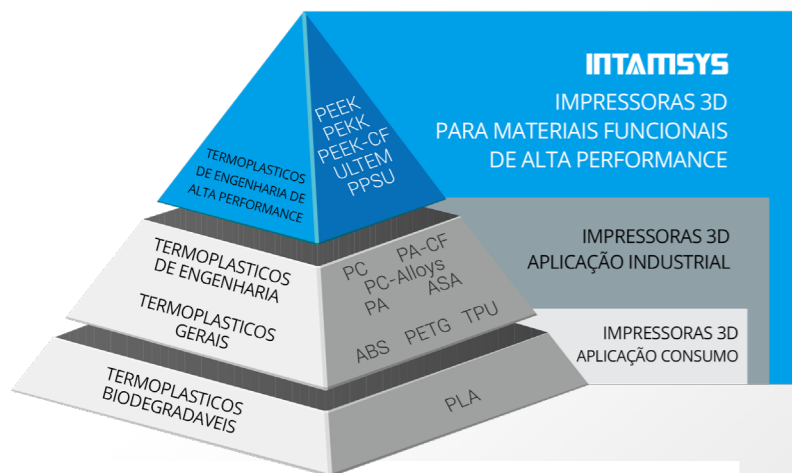 INTAMSYS
IMPRESSORAS 3D
PARA MATERIAIS FUNCIONAIS
DE ALTA PERFORMANCE
TERMOPLASTICOS
DE ENGENHARIA DE
ALTA PERFORMANCE
PEEK
PEKK
PEEK-CF
ULTEM
PPSU
IMPRESSORAS 3D
APLICAÇÃO INDUSTRIAL
TERMOPLASTICOS
DE ENGENHARIA
TERMOPLASTICOS
GERAIS
PC PA-CF
PC-Alloys
PA ASA
ABS PETG TPU
IMPRESSORAS 3D
APLICAÇÃO CONSUMO
TERMOPLASTICOS
BIODEGRADAVEIS
PLA